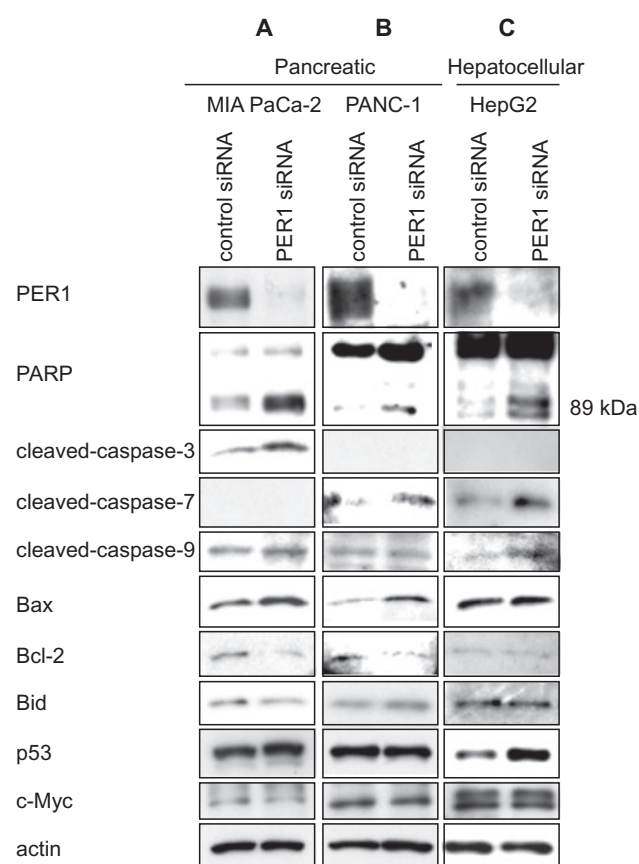 A B C
Pancreatic Hepatocellular
MIA PaCa-2 PANC-1 HepG2
control siRNA PER1 siRNA control siRNA PER1 siRNA control siRNA PER1 siRNA
PER1
PARP
89 kDa
cleaved-caspase-3
cleaved-caspase-7
cleaved-caspase-9
Bax
Bcl-2
Bid
p53
c-Myc
actin